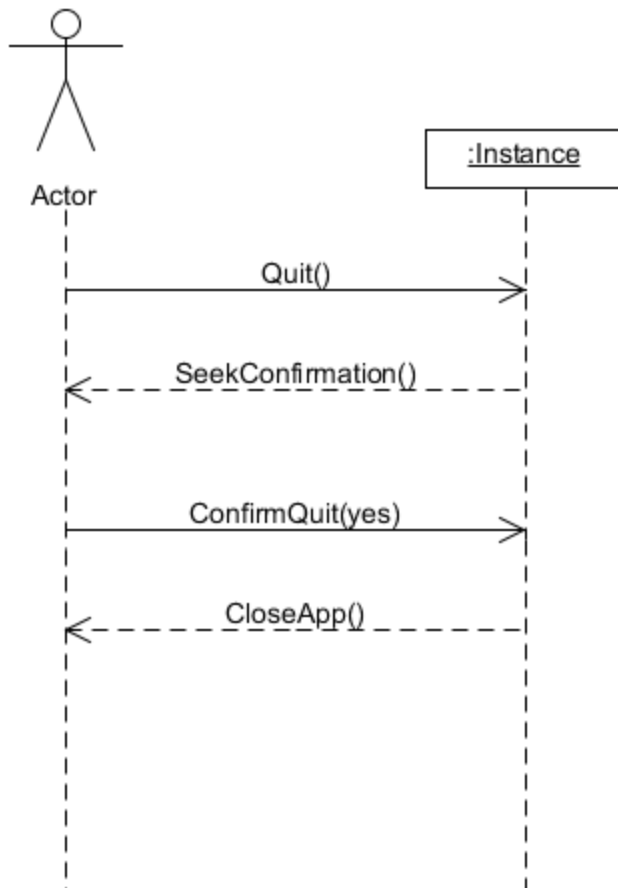 :Instance
Actor
Quit()
SeekConfirmation()
ConfirmQuit(yes)
CloseApp()